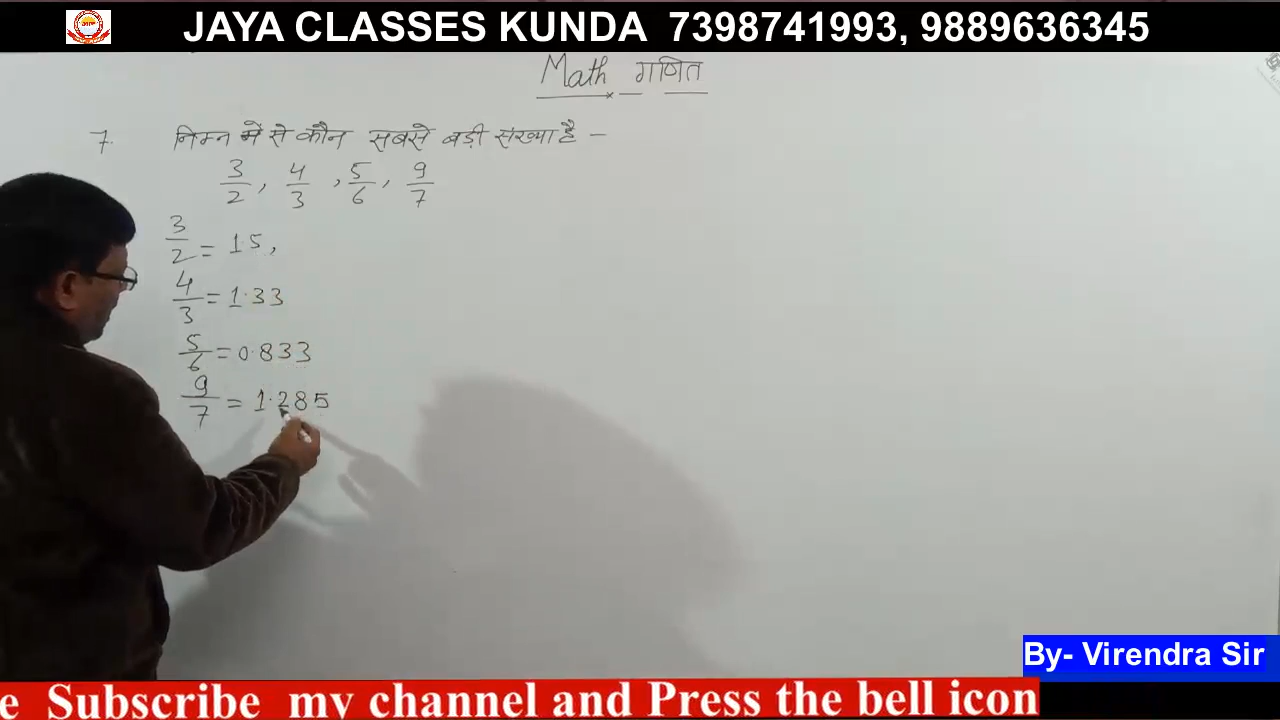 JAYA CLASSES KUNDA 7398741993, 9889636345
Math गणित
7. निम्न में से कौन सबसे बड़ी संख्या है –
3/2, 4/3, 5/6, 9/7
3/2 = 1.5,
4/3 = 1.33
5/6 = 0.833
9/7 = 1.285
By- Virendra Sir
e Subscribe my channel and Press the bell icon